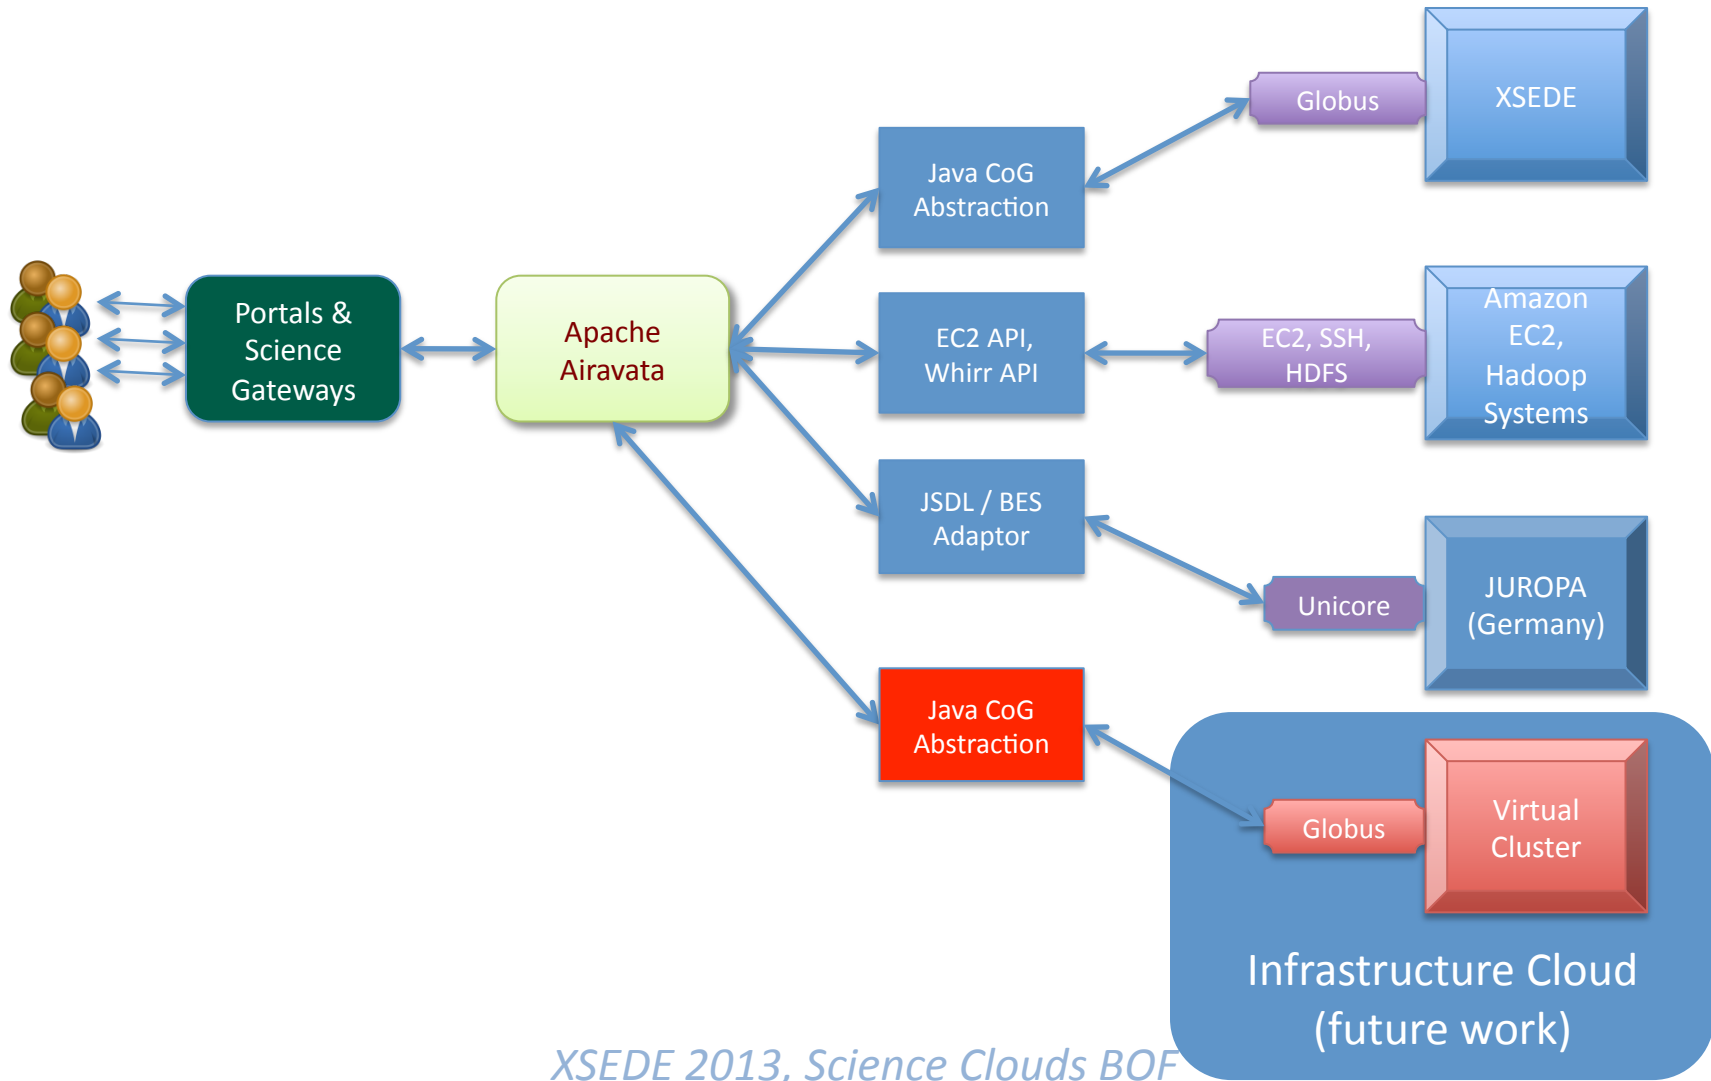 Globus
XSEDE
Java CoG
Abstraction
Portals &
Science
Gateways
Apache
Airavata
EC2 API,
Whirr API
EC2, SSH,
HDFS
Amazon
EC2,
Hadoop
Systems
JSDL / BES
Adaptor
Unicore
JUROPA
(Germany)
Java CoG
Abstraction
Globus
Virtual
Cluster
Infrastructure Cloud
(future work)
XSEDE 2013, Science Clouds BOF